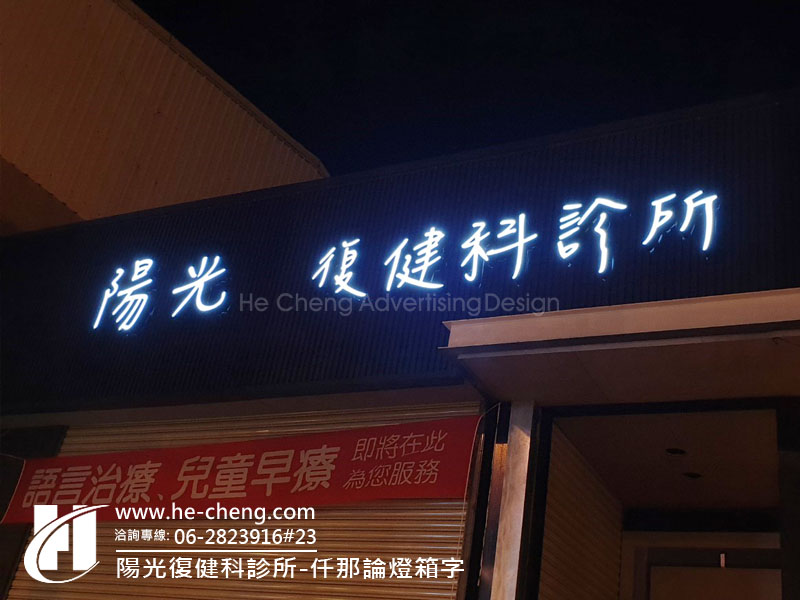 陽光 復健科診所
He Cheng AdvertisingDesign
語言治療、兒童早療 即將在此
為您服務
www.he-cheng.com
洽詢專線: 06-2823916#23
陽光復健科診所-仟那論燈箱字